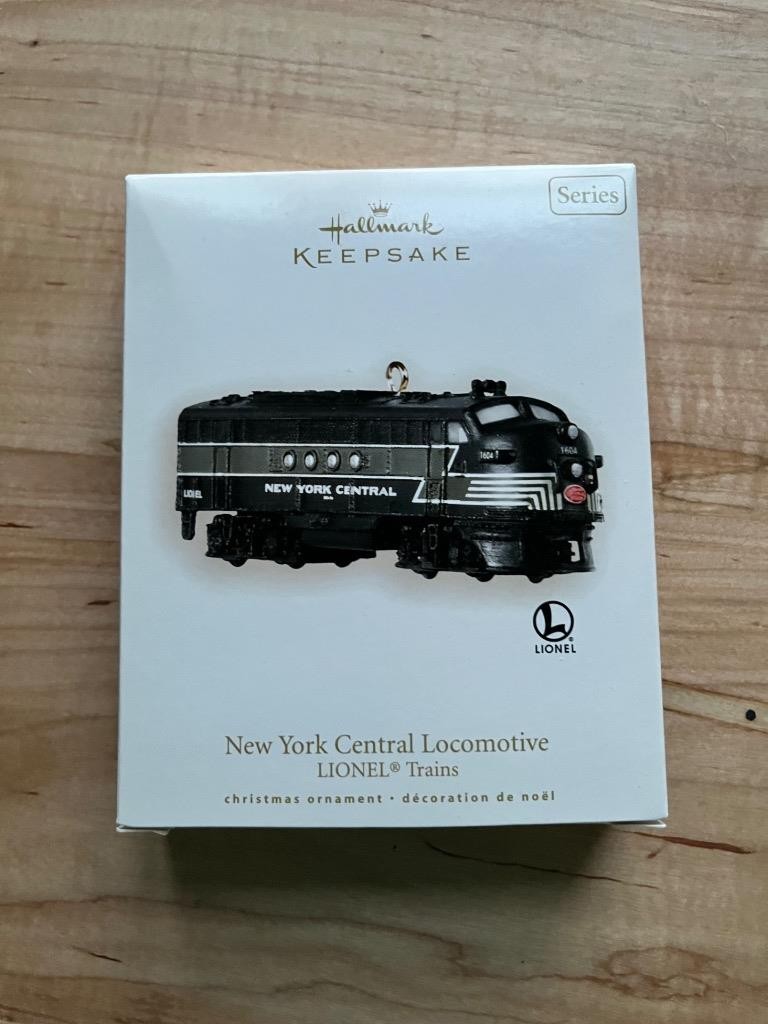 Series
Hallmark
KEEPSAKE
1604
1604
LIONEL
NEW YORK CENTRAL
L
LIONEL
New York Central Locomotive
LIONEL® Trains
christmas ornament • décoration de noël